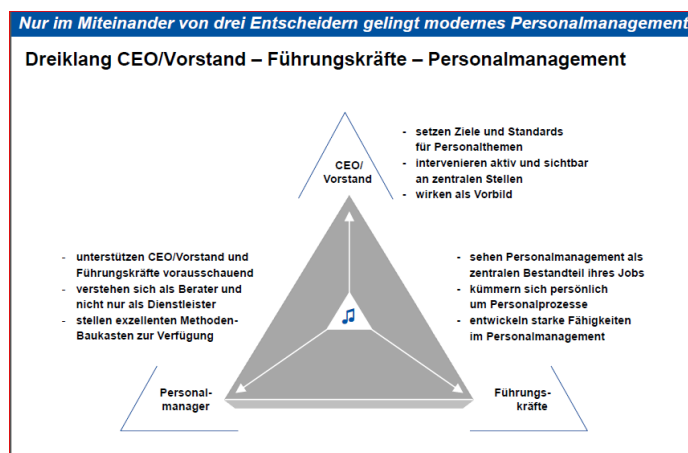 Nur im Miteinander von drei Entscheidern gelingt modernes Personalmanagement
Dreiklang CEO/Vorstand – Führungskräfte – Personalmanagement
CEO/
Vorstand
- setzen Ziele und Standards
für Personalthemen
- intervenieren aktiv und sichtbar
an zentralen Stellen
- wirken als Vorbild
- unterstützen CEO/Vorstand und
Führungskräfte vorausschauend
- verstehen sich als Berater und
nicht nur als Dienstleister
- stellen exzellenten Methoden-
Baukasten zur Verfügung
- sehen Personalmanagement als
zentralen Bestandteil ihres Jobs
- kümmern sich persönlich
um Personalprozesse
- entwickeln starke Fähigkeiten
im Personalmanagement
Personal-
manager
Führungs-
kräfte